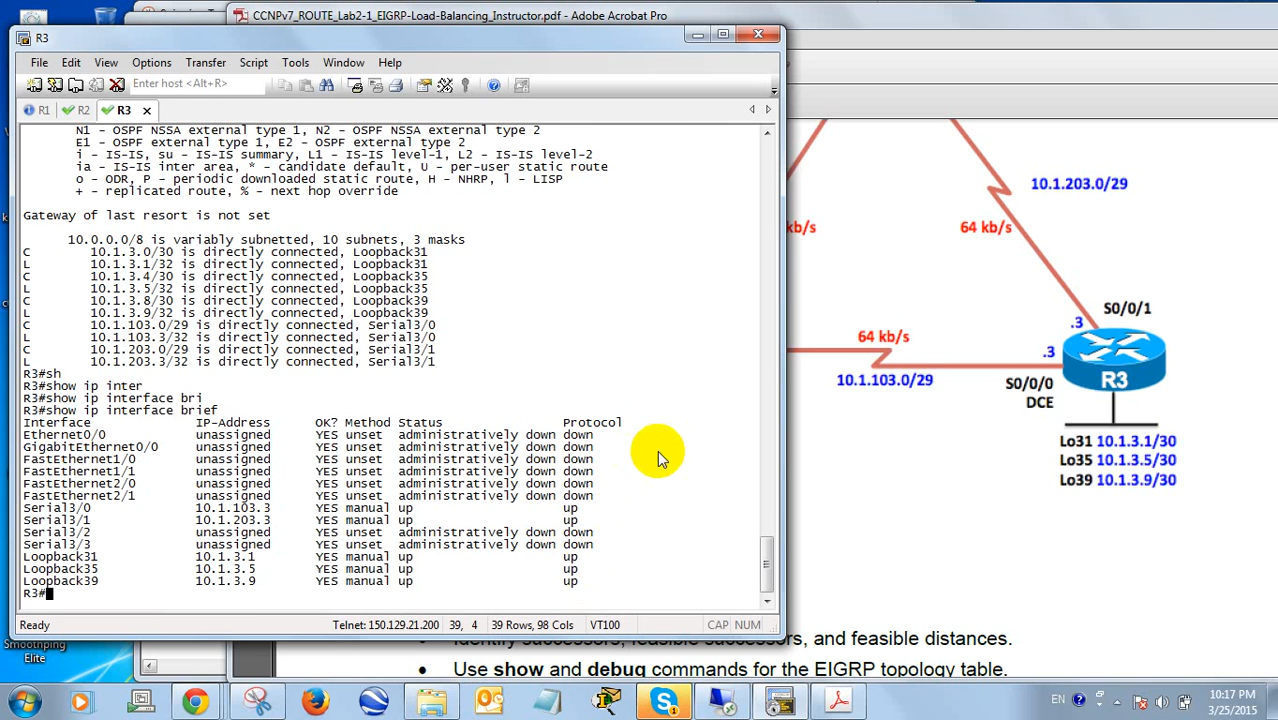 CCNPv7_ROUTE_Lab2-1_EIGRP-Load-Balancing_Instructor.pdf - Adobe Acrobat Pro
R3
File Edit View Options Transfer Script Tools Window Help
Enter host <Alt+R>
R1 R2 R3
N1 - OSPF NSSA external type 1, N2 - OSPF NSSA external type 2
E1 - OSPF external type 1, E2 - OSPF external type 2
i - IS-IS, su - IS-IS summary, L1 - IS-IS level-1, L2 - IS-IS level-2
ia - IS-IS inter area, * - candidate default, U - per-user static route
o - ODR, P - periodic downloaded static route, H - NHRP, l - LISP
+ - replicated route, % - next hop override
Gateway of last resort is not set
10.0.0.0/8 is variably subnetted, 10 subnets, 3 masks
C 10.1.3.0/30 is directly connected, Loopback31
L 10.1.3.1/32 is directly connected, Loopback31
C 10.1.3.4/30 is directly connected, Loopback35
L 10.1.3.5/32 is directly connected, Loopback35
C 10.1.3.8/30 is directly connected, Loopback39
L 10.1.3.9/32 is directly connected, Loopback39
C 10.1.103.0/29 is directly connected, Serial3/0
L 10.1.103.3/32 is directly connected, Serial3/0
C 10.1.203.0/29 is directly connected, Serial3/1
L 10.1.203.3/32 is directly connected, Serial3/1
R3#sh
R3#show ip inter
R3#show ip interface bri
R3#show ip interface brief
Interface IP-Address OK? Method Status Protocol
Ethernet0/0 unassigned YES unset administratively down down
GigabitEthernet0/0 unassigned YES unset administratively down down
FastEthernet1/0 unassigned YES unset administratively down down
FastEthernet1/1 unassigned YES unset administratively down down
FastEthernet2/0 unassigned YES unset administratively down down
FastEthernet2/1 unassigned YES unset administratively down down
Serial3/0 10.1.103.3 YES manual up up
Serial3/1 10.1.203.3 YES manual up up
Serial3/2 unassigned YES unset administratively down down
Serial3/3 unassigned YES unset administratively down down
Loopback31 10.1.3.1 YES manual up up
Loopback35 10.1.3.5 YES manual up up
Loopback39 10.1.3.9 YES manual up up
R3#
Ready Telnet: 150.129.21.200 39, 4 39 Rows, 98 Cols VT100 CAP NUM
10.1.203.0/29
kb/s 64 kb/s
S0/0/1
.3
64 kb/s
.3
10.1.103.0/29
S0/0/0
DCE
R3
Lo31 10.1.3.1/30
Lo35 10.1.3.5/30
Lo39 10.1.3.9/30
Identify successors, feasible successors, and feasible distances.
• Use show and debug commands for the EIGRP topology table.
Smoothping
Elite
EN
10:17 PM
3/25/2015